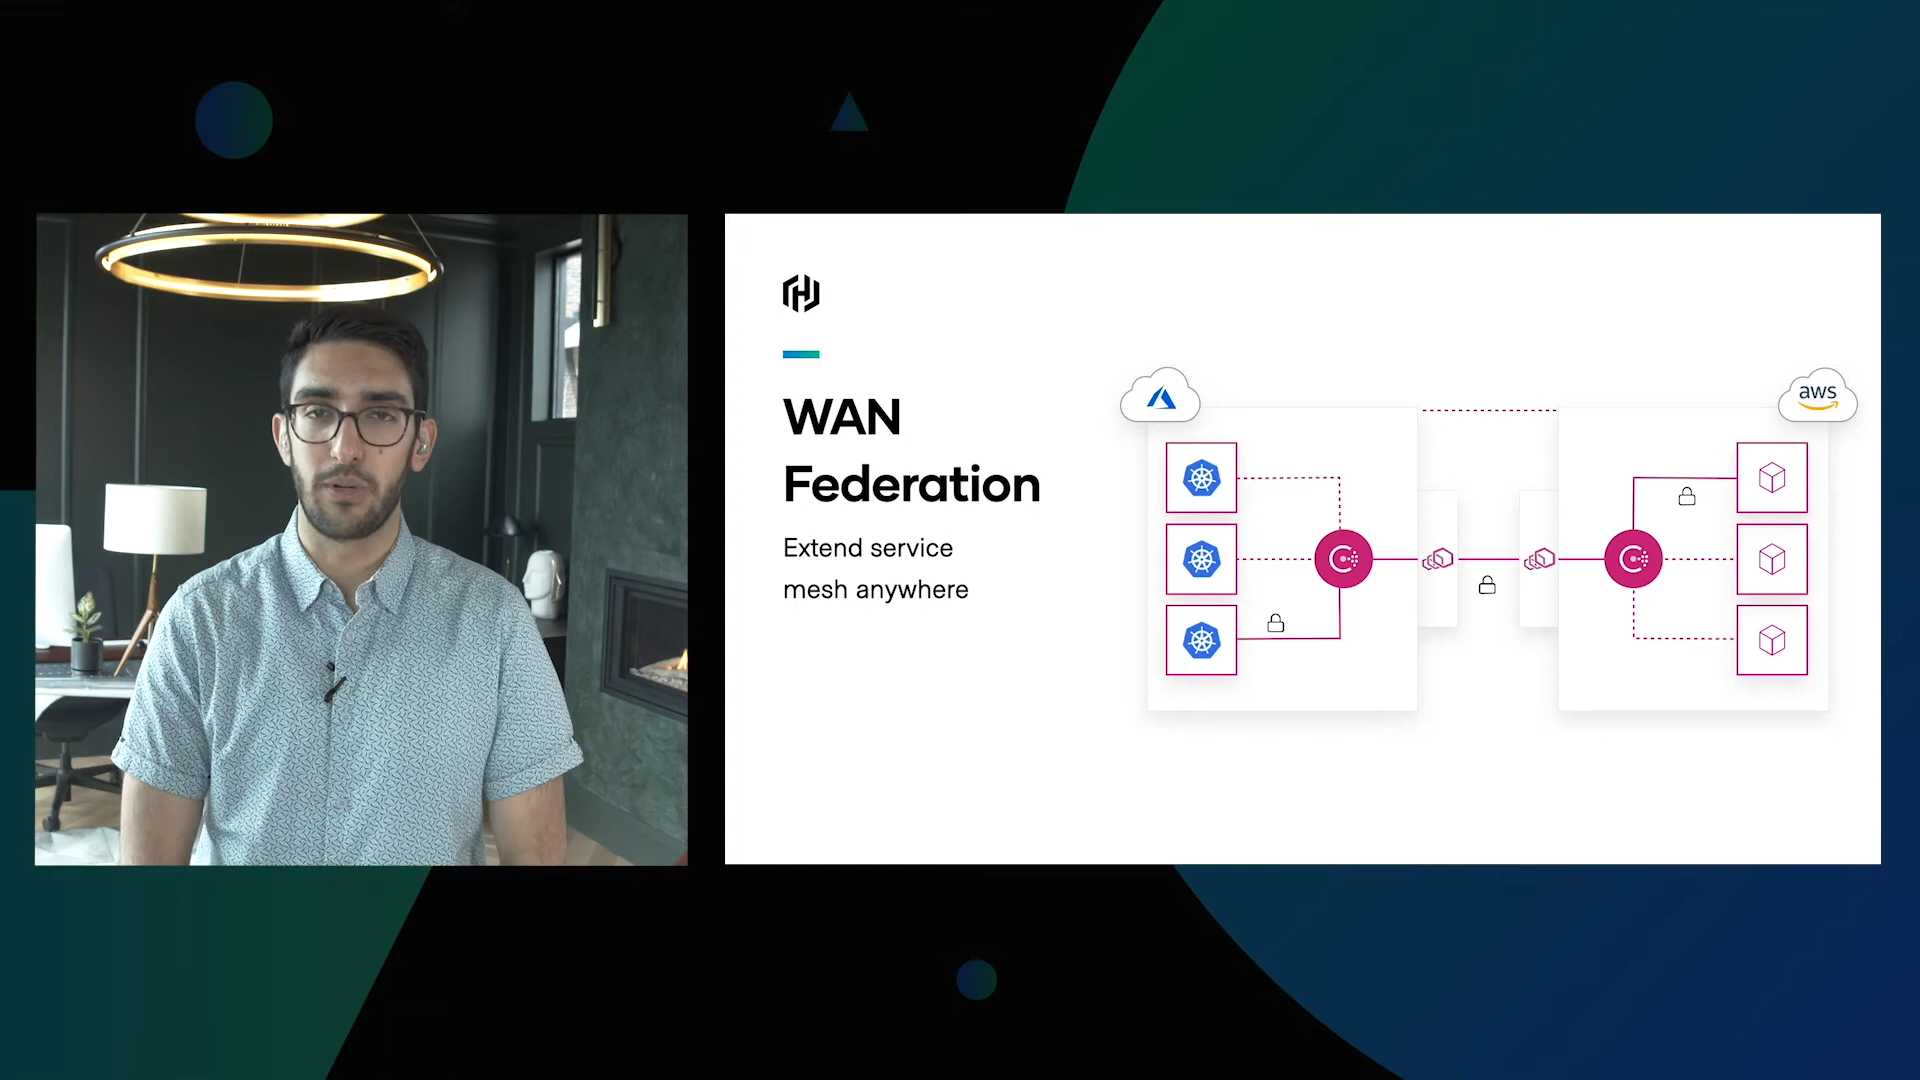 WAN
Federation
Extend service
mesh anywhere
aws